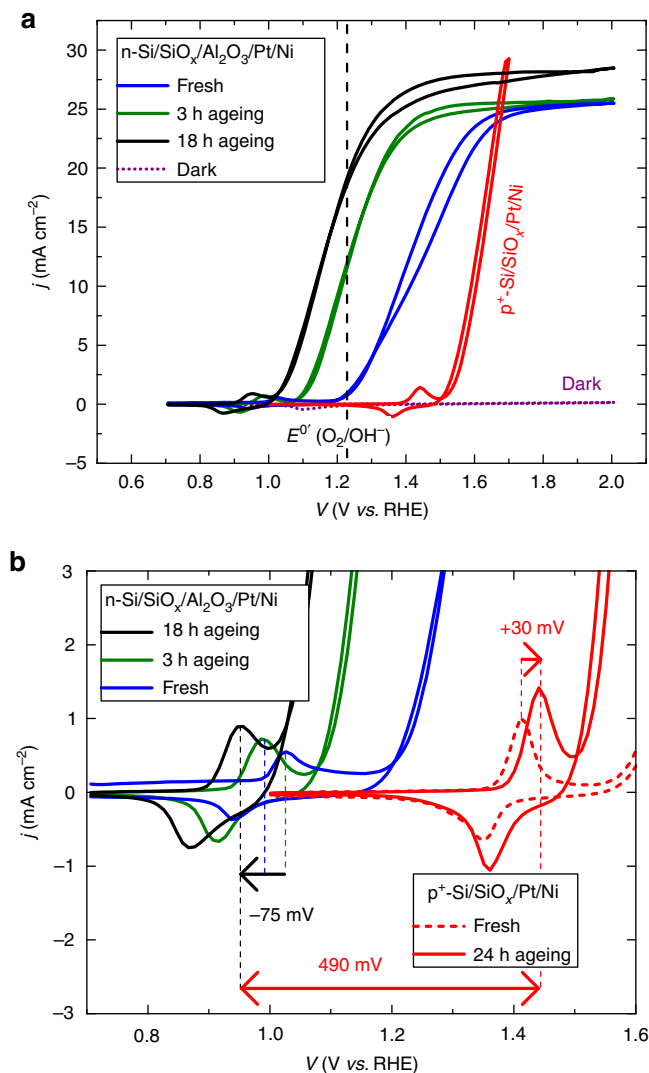 a
n-Si/SiOₓ/Al₂O₃/Pt/Ni
Fresh
3 h ageing
18 h ageing
Dark
30
25
20
15
10
5
0
−5
j (mA cm⁻²)
p⁺-Si/SiOₓ/Pt/Ni
Dark
E⁰′ (O₂/OH⁻)
0.6 0.8 1.0 1.2 1.4 1.6 1.8 2.0
V (V vs. RHE)
b
n-Si/SiOₓ/Al₂O₃/Pt/Ni
18 h ageing
3 h ageing
Fresh
3
2
1
0
−1
−2
−3
j (mA cm⁻²)
+30 mV
−75 mV
490 mV
p⁺-Si/SiOₓ/Pt/Ni
Fresh
24 h ageing
0.8 1.0 1.2 1.4 1.6
V (V vs. RHE)